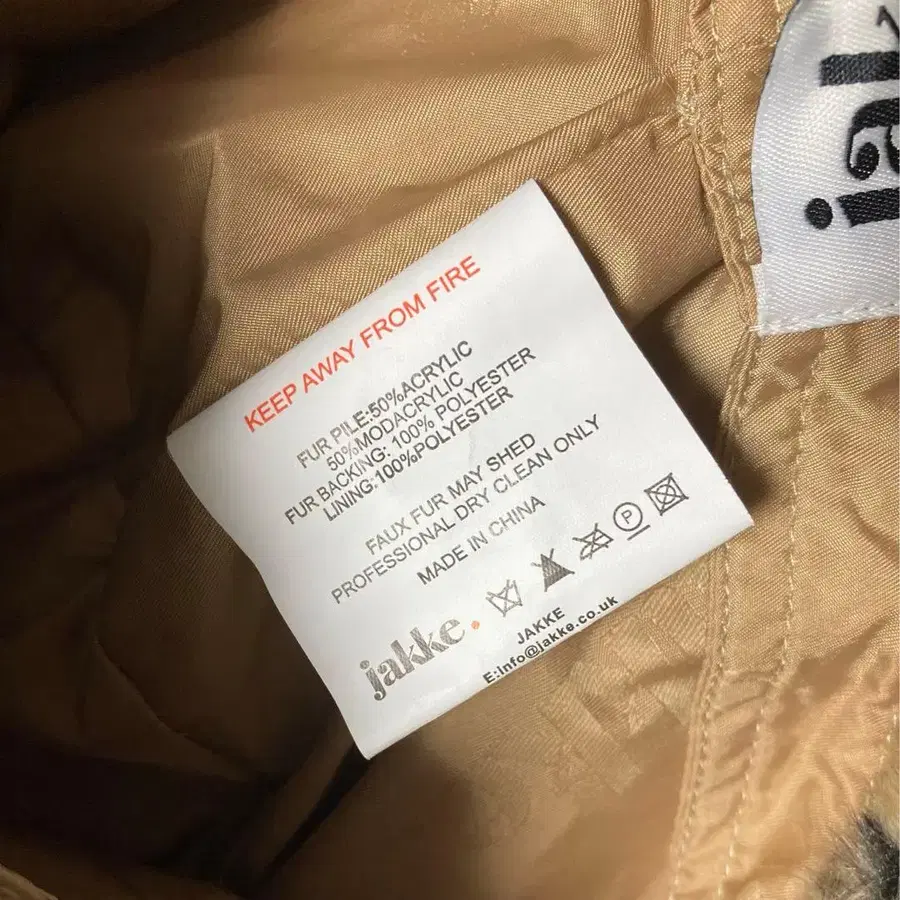 KEEP AWAY FROM FIRE
FUR PILE:50%ACRYLIC
50%MODACRYLIC
FUR BACKING: 100% POLYESTER
LINING:100%POLYESTER
FAUX FUR MAY SHED
PROFESSIONAL DRY CLEAN ONLY
MADE IN CHINA
P
jakke.
JAKKE
E:info@jakke.co.uk
jak